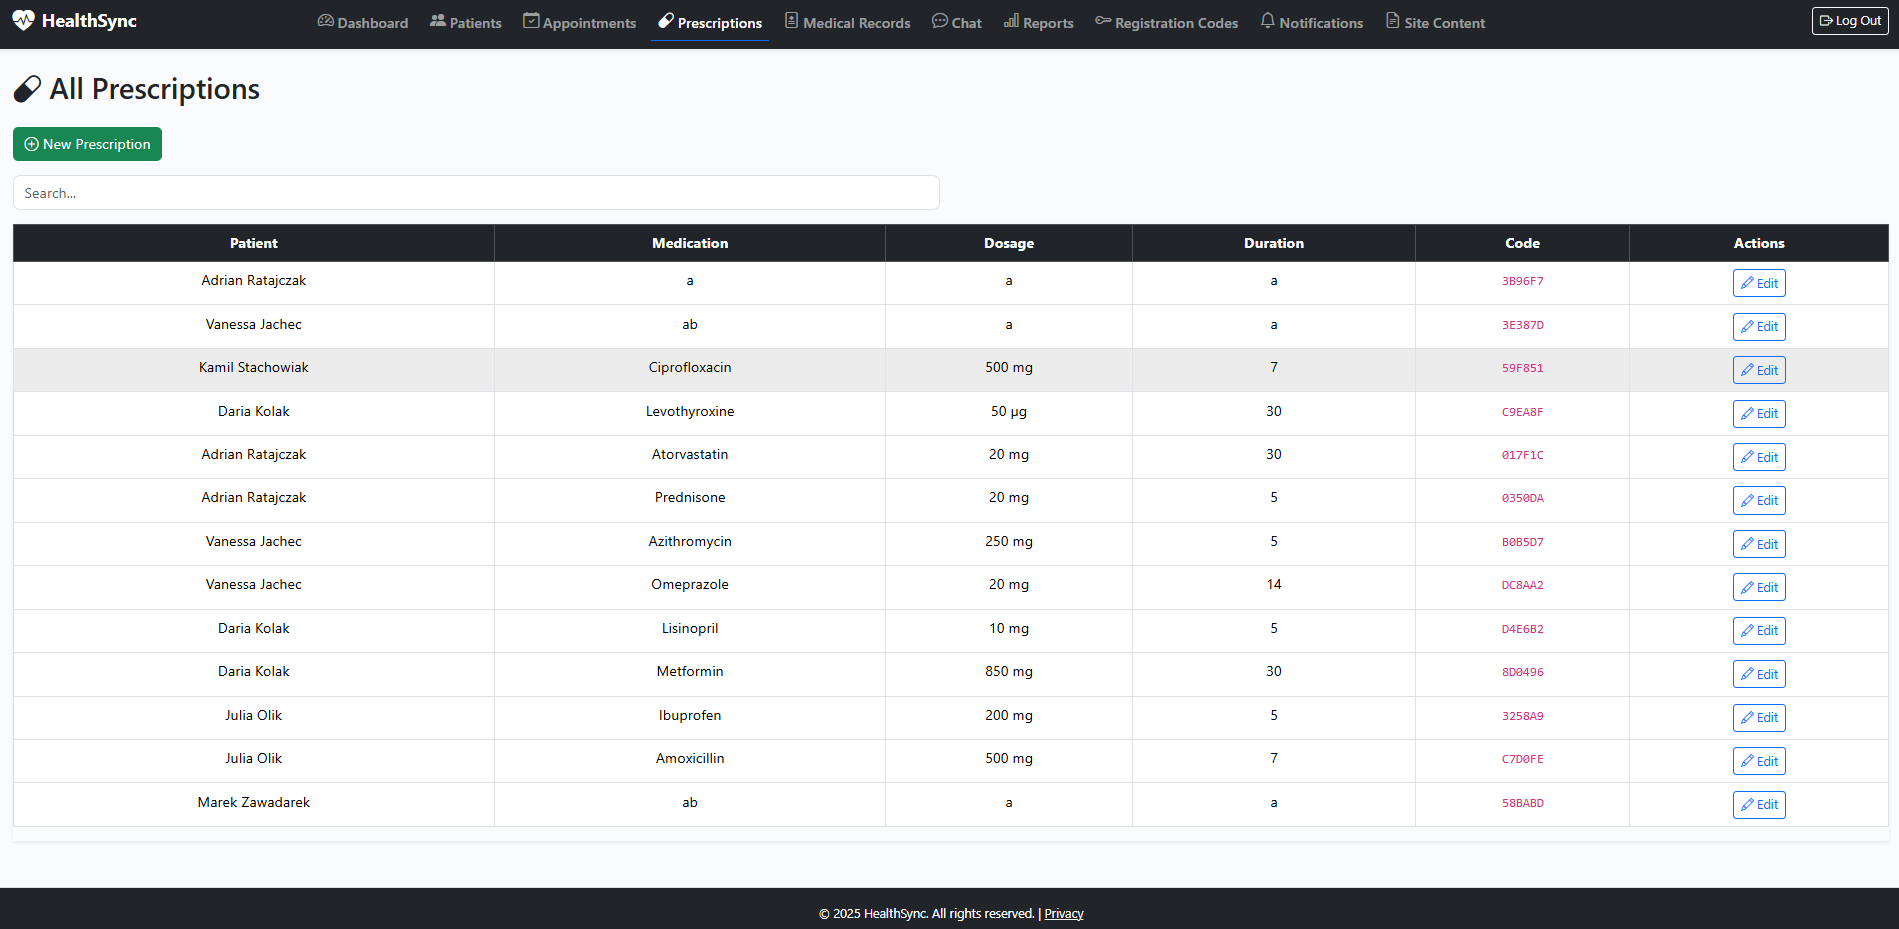 HealthSync Dashboard Patients Appointments Prescriptions Medical Records Chat Reports Registration Codes Notifications Site Content Log Out
All Prescriptions
New Prescription
Search...
Patient Medication Dosage Duration Code Actions
Adrian Ratajczak a a a 3B96F7 Edit
Vanessa Jachec ab a a 3E387D Edit
Kamil Stachowiak Ciprofloxacin 500 mg 7 59F851 Edit
Daria Kolak Levothyroxine 50 µg 30 C9EA8F Edit
Adrian Ratajczak Atorvastatin 20 mg 30 017F1C Edit
Adrian Ratajczak Prednisone 20 mg 5 0350DA Edit
Vanessa Jachec Azithromycin 250 mg 5 B0B5D7 Edit
Vanessa Jachec Omeprazole 20 mg 14 DC8AA2 Edit
Daria Kolak Lisinopril 10 mg 5 D4E6B2 Edit
Daria Kolak Metformin 850 mg 30 8D0496 Edit
Julia Olik Ibuprofen 200 mg 5 3258A9 Edit
Julia Olik Amoxicillin 500 mg 7 C7D0FE Edit
Marek Zawadarek ab a a 58BABD Edit
© 2025 HealthSync. All rights reserved. | Privacy